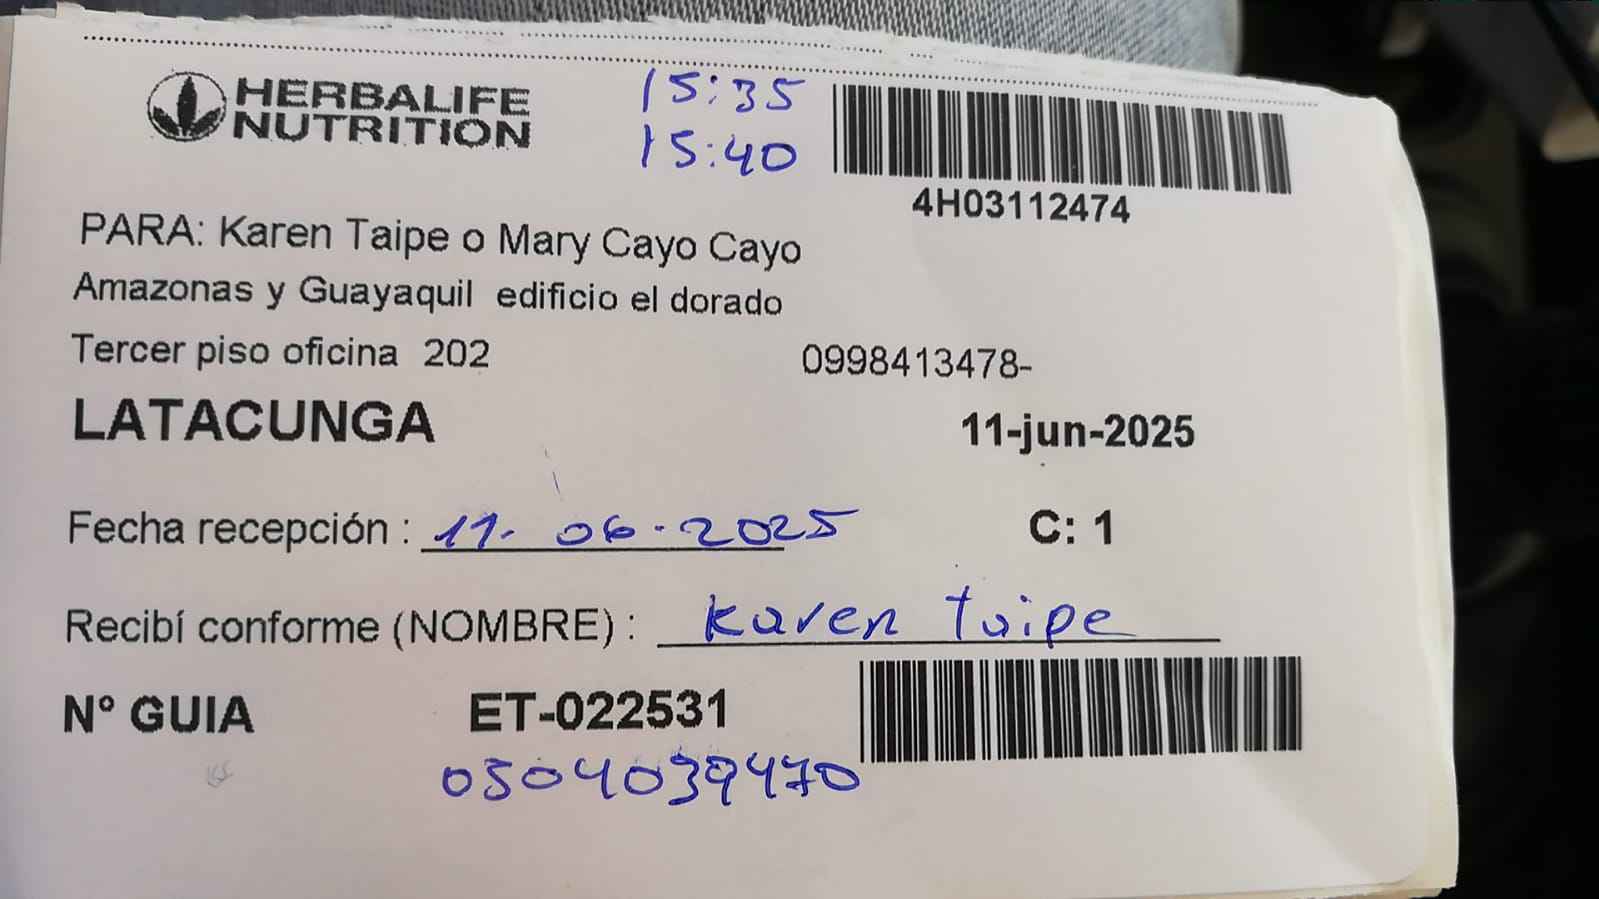 HERBALIFE
NUTRITION
15:35
15:40
4H03112474
PARA: Karen Taipe o Mary Cayo Cayo
Amazonas y Guayaquil edificio el dorado
Tercer piso oficina 202 0998413478-
LATACUNGA 11-jun-2025
Fecha recepción : 11-06-2025 C: 1
Recibí conforme (NOMBRE) : Karen Taipe
Nº GUIA ET-022531
0504039470